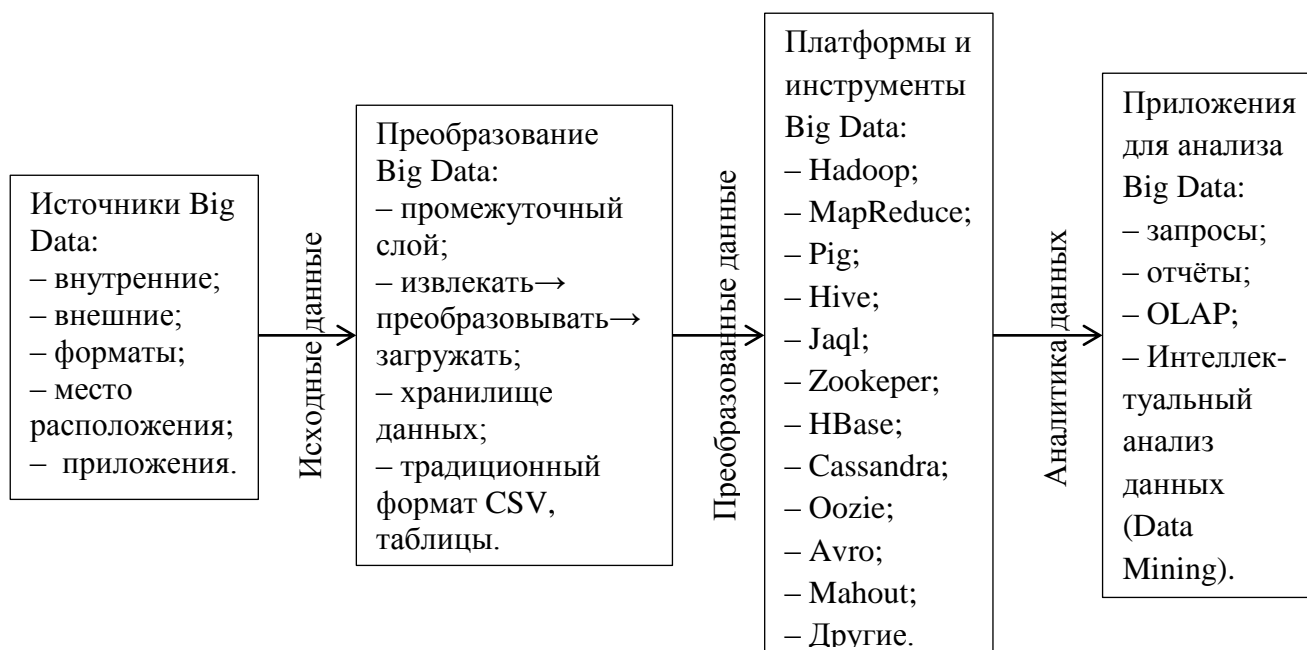 Источники Big
Data:
– внутренние;
– внешние;
– форматы;
– место
расположения;
– приложения.
Исходные данные
Преобразование
Big Data:
– промежуточный
слой;
– извлекать→
преобразовывать→
загружать;
– хранилище
данных;
– традиционный
формат CSV,
таблицы.
Преобразованные данные
Платформы и
инструменты
Big Data:
– Hadoop;
– MapReduce;
– Pig;
– Hive;
– Jaql;
– Zookeper;
– HBase;
– Cassandra;
– Oozie;
– Avro;
– Mahout;
– Другие.
Аналитика данных
Приложения
для анализа
Big Data:
– запросы;
– отчёты;
– OLAP;
– Интеллек-
туальный
анализ
данных
(Data
Mining).